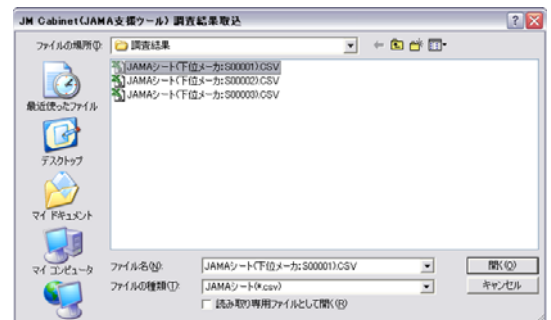 JM Cabinet(JAMA支援ツール) 調査結果取込
ファイルの場所(I):
調査結果
JAMAシート(下位メーカ;S00001).CSV
JAMAシート(下位メーカ;S00002).CSV
JAMAシート(下位メーカ;S00003).CSV
最近使ったファイル
デスクトップ
マイ ドキュメント
マイ コンピュータ
ファイル名(N):
JAMAシート(下位メーカ;S00001).CSV
開く(O)
ファイルの種類(T):
JAMAシート(*.csv)
キャンセル
読み取り専用ファイルとして開く(R)